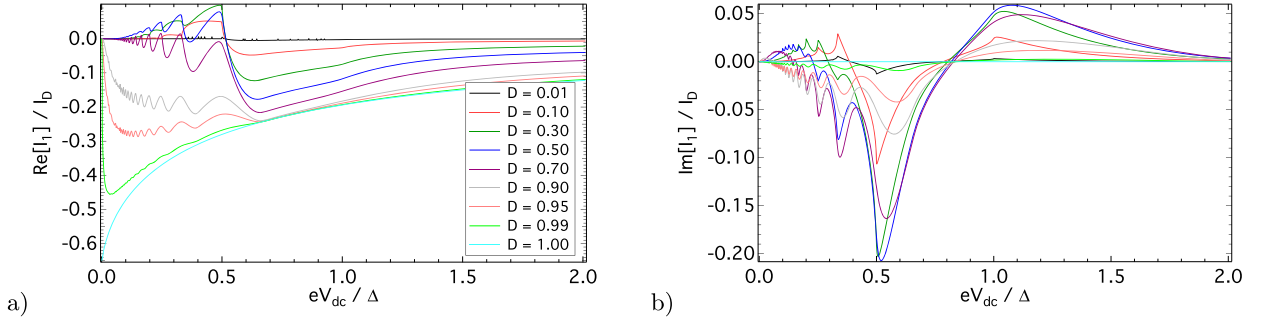 0.0
-0.1
-0.2
-0.3
-0.4
-0.5
-0.6
Re[I1] / ID
0.0
0.5
1.0
1.5
2.0
eVdc / Δ
D = 0.01
D = 0.10
D = 0.30
D = 0.50
D = 0.70
D = 0.90
D = 0.95
D = 0.99
D = 1.00
a)
0.05
0.00
-0.05
-0.10
-0.15
-0.20
Im[I1] / ID
0.0
0.5
1.0
1.5
2.0
eVdc / Δ
b)